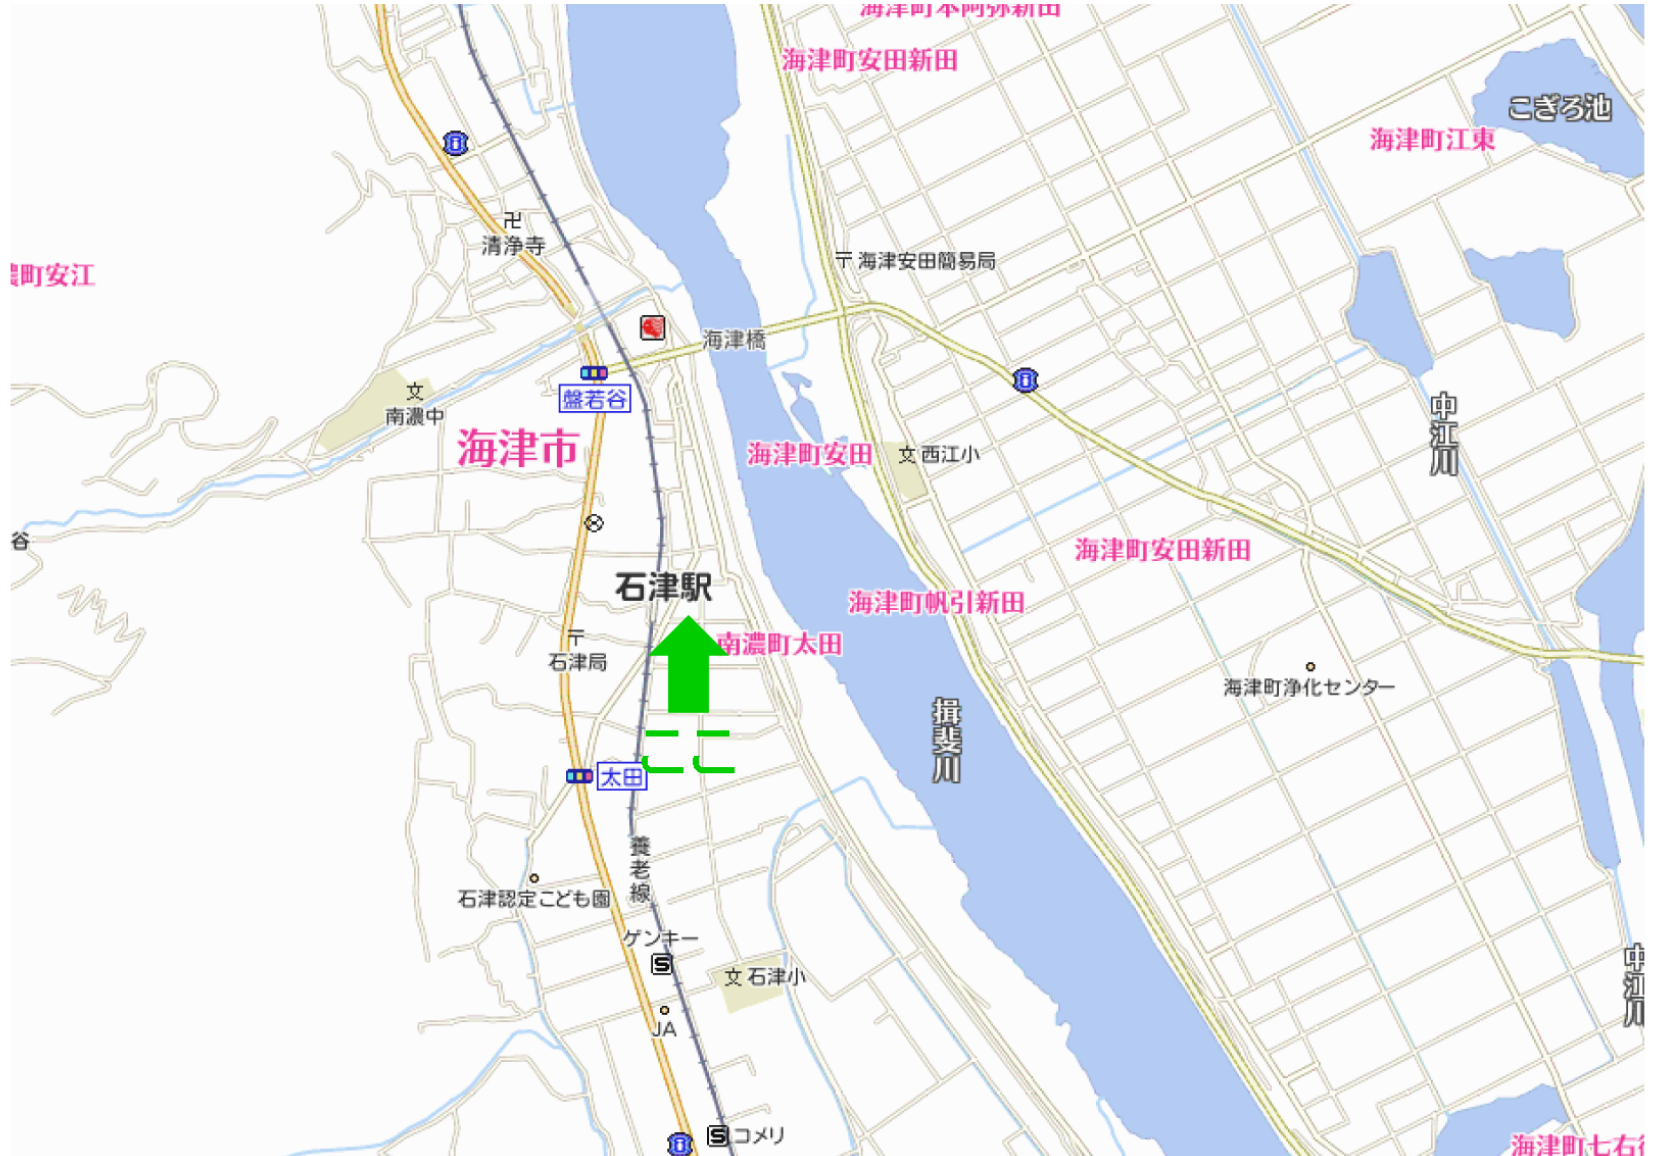 海津町本阿弥新田
海津町安田新田
こぎろ池
海津町江東
清浄寺
海津安田簡易局
町安江
海津橋
文
南濃中
盤若谷
中江川
海津市
海津町安田
文 西江小
谷
海津町安田新田
石津駅
海津町帆引新田
南濃町太田
石津局
海津町浄化センター
揖斐川
太田
養老線
石津認定こども園
ゲンキー
S
文 石津小
中江川
JA
S コメリ
海津町七右